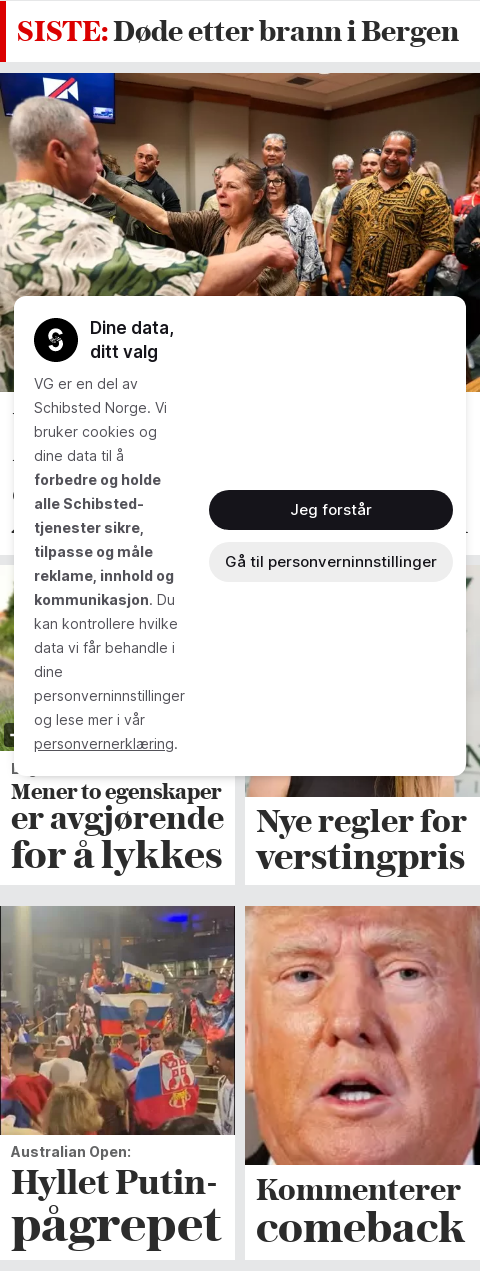 SISTE: Døde etter brann i Bergen
Dine data,
ditt valg
VG er en del av
Schibsted Norge. Vi
bruker cookies og
dine data til å
forbedre og holde
alle Schibsted-
tjenester sikre,
tilpasse og måle
reklame, innhold og
kommunikasjon. Du
kan kontrollere hvilke
data vi får behandle i
dine
personverninnstillinger
og lese mer i vår
personvernerklæring.
Jeg forstår
Gå til personverninnstillinger
Mener to egenskaper
er avgjørende
for å lykkes
Nye regler for
verstingpris
Australian Open:
Hyllet Putin-
pågrepet
Kommenterer
comeback